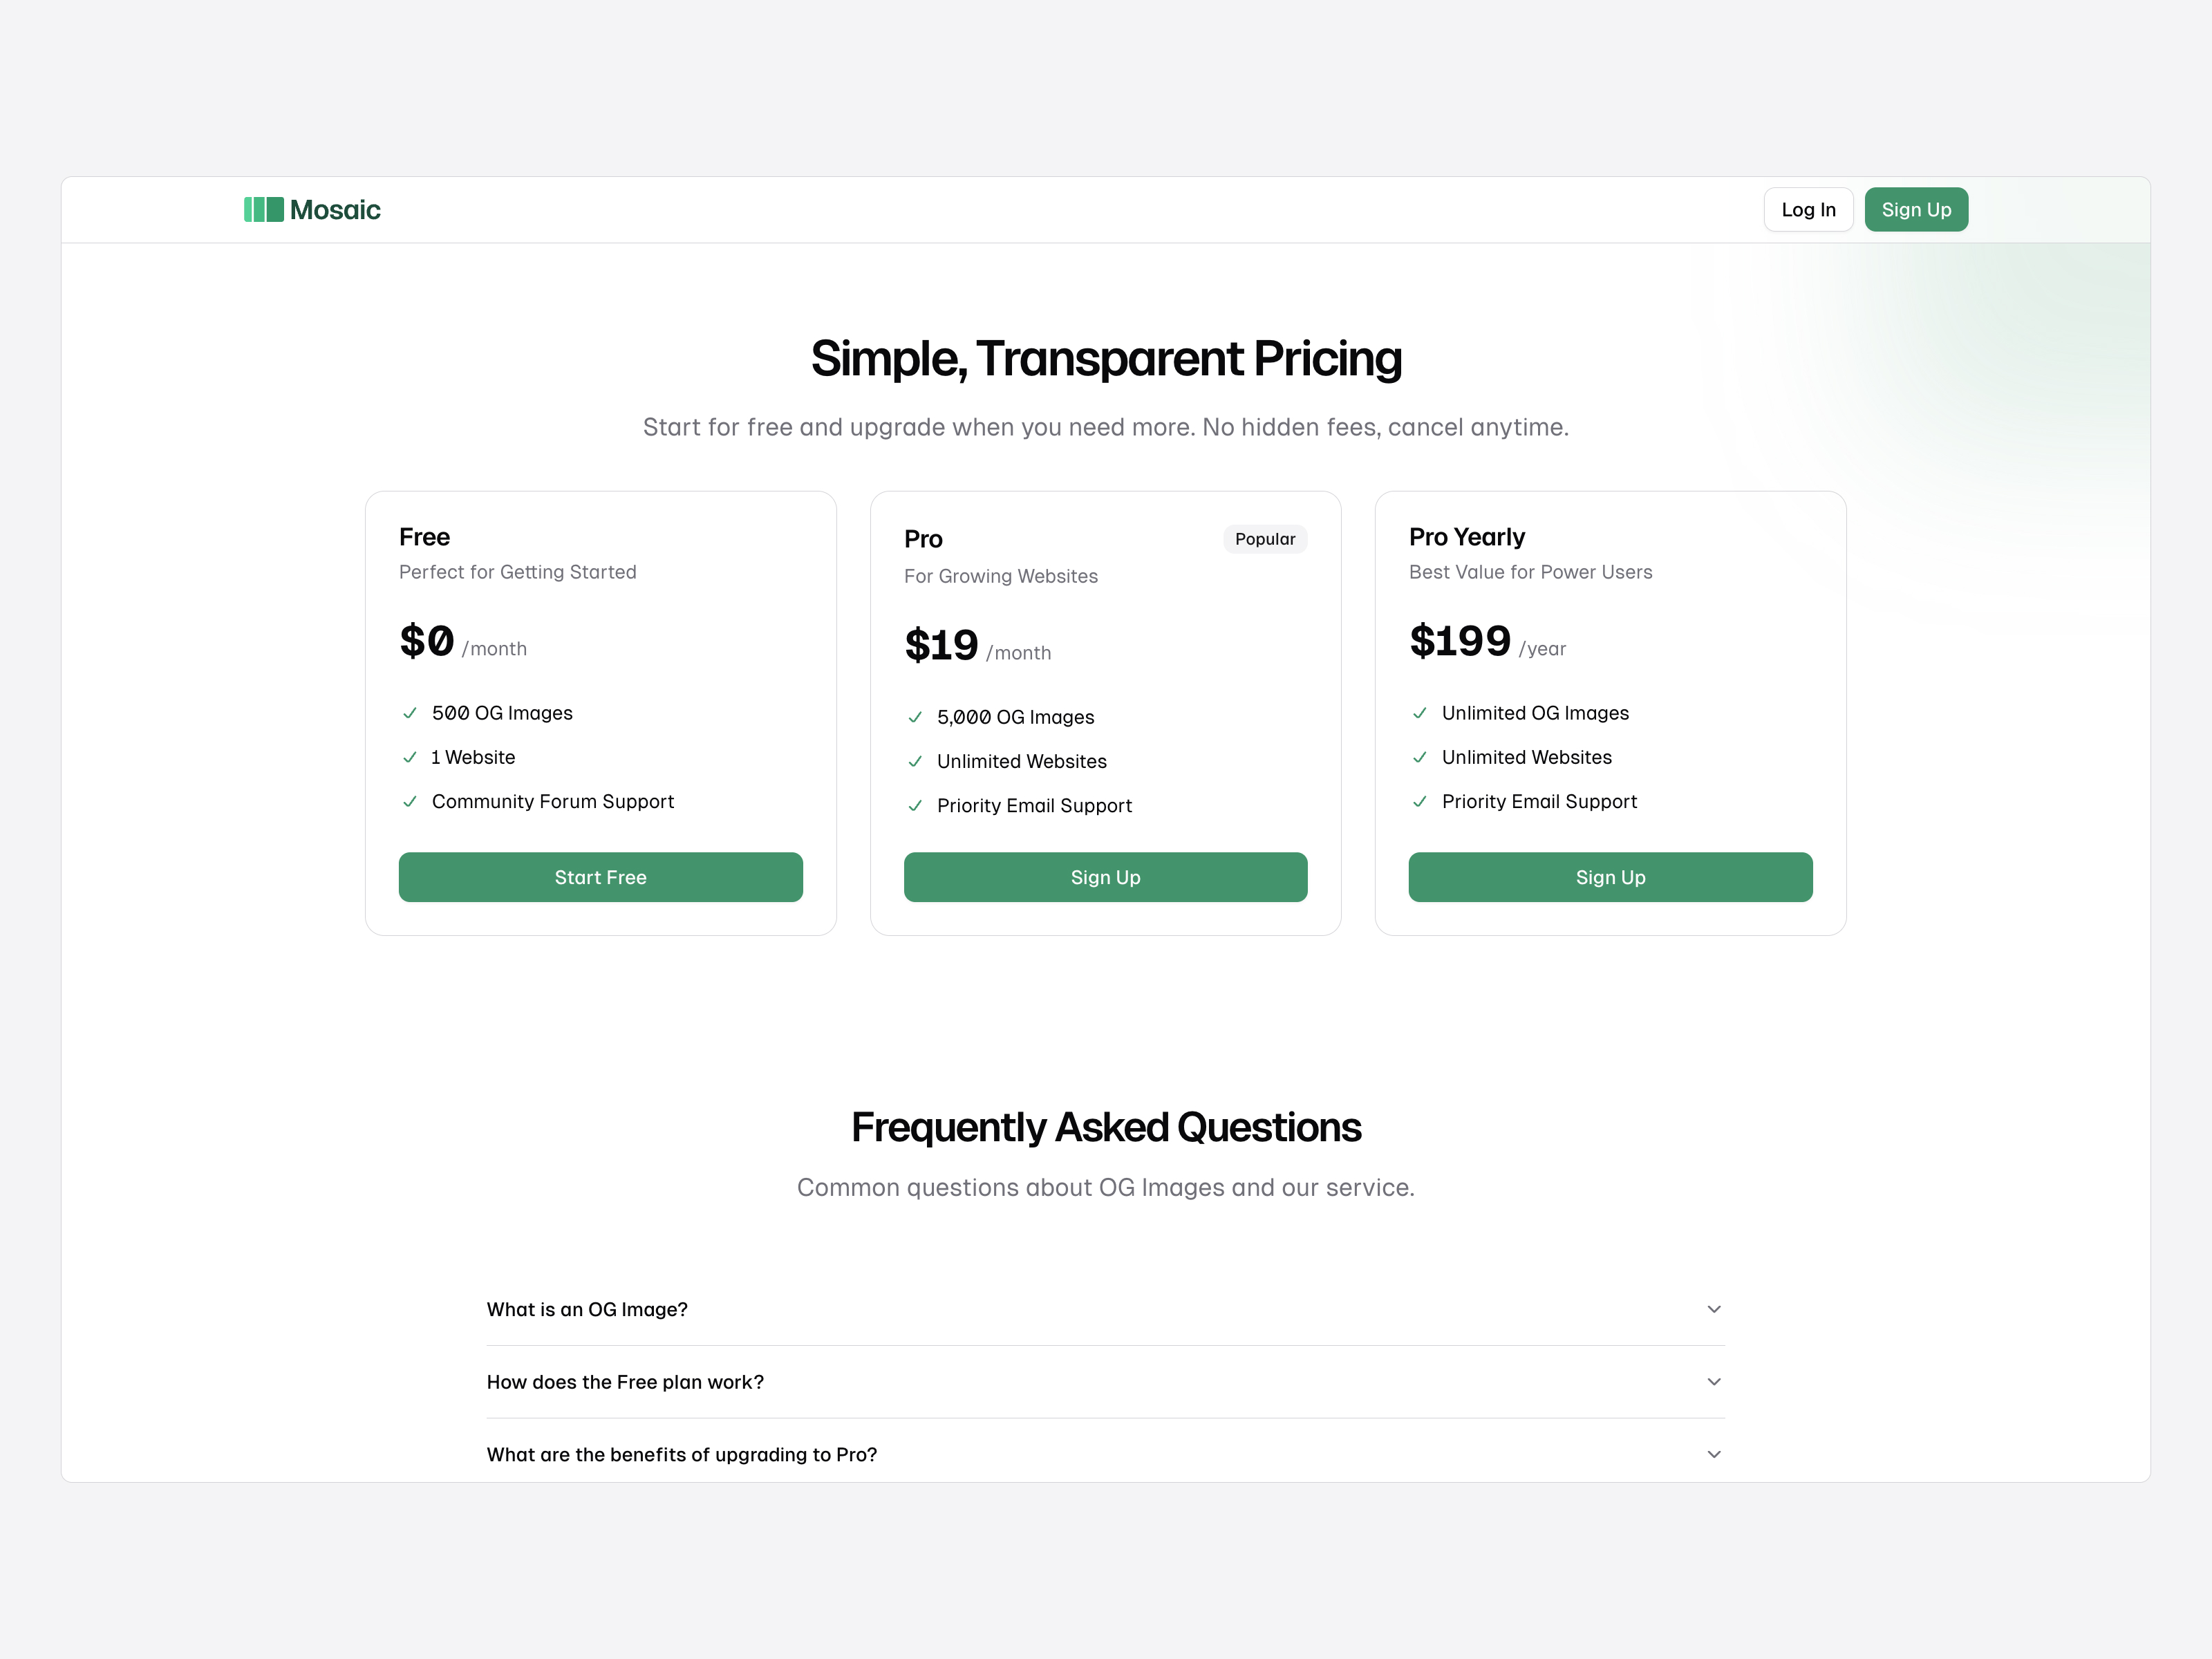 Mosaic
Log In
Sign Up
Simple, Transparent Pricing
Start for free and upgrade when you need more. No hidden fees, cancel anytime.
Free
Perfect for Getting Started
$0 /month
500 OG Images
1 Website
Community Forum Support
Start Free
Pro
Popular
For Growing Websites
$19 /month
5,000 OG Images
Unlimited Websites
Priority Email Support
Sign Up
Pro Yearly
Best Value for Power Users
$199 /year
Unlimited OG Images
Unlimited Websites
Priority Email Support
Sign Up
Frequently Asked Questions
Common questions about OG Images and our service.
What is an OG Image?
How does the Free plan work?
What are the benefits of upgrading to Pro?